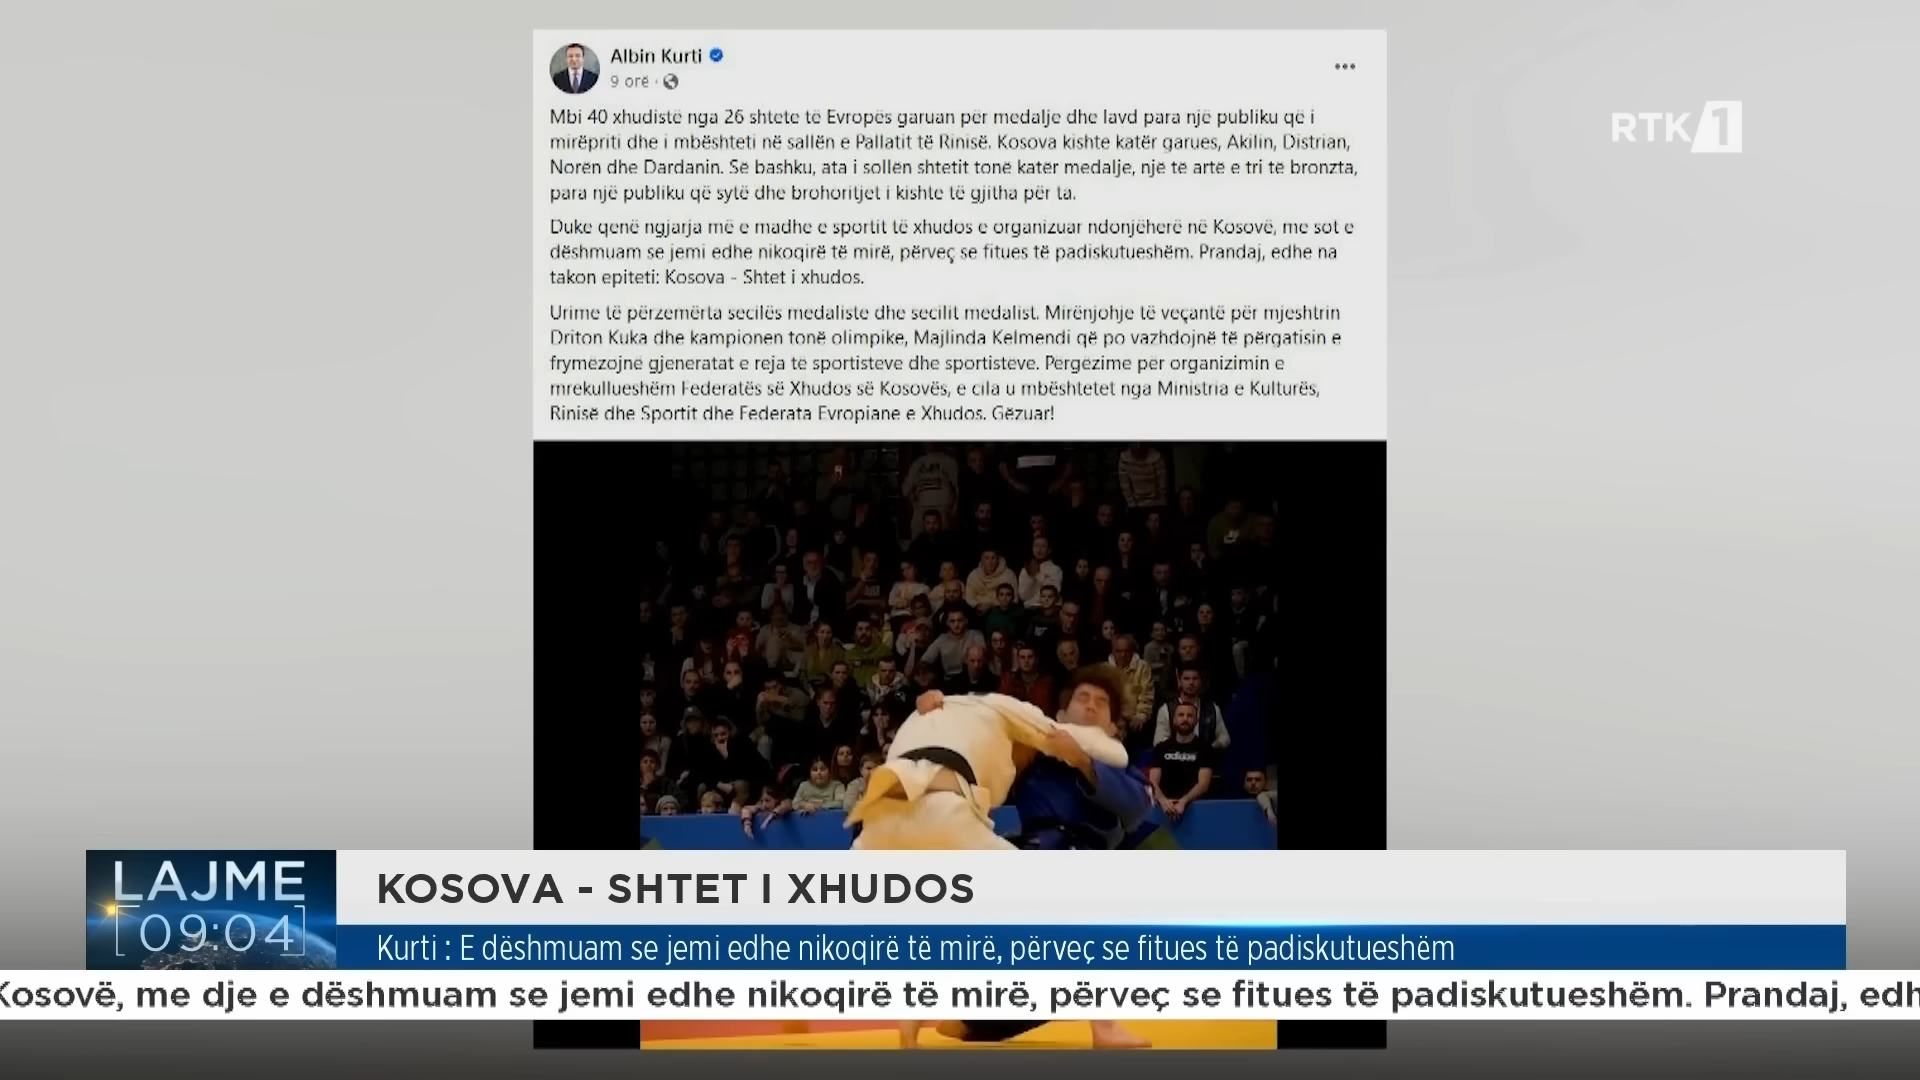 Albin Kurti
9 orë
Mbi 40 xhudistë nga 26 shtete të Evropës garuan për medalje dhe lavd para një publiku që i
mirëpriti dhe i mbështeti në sallën e Pallatit të Rinisë. Kosova kishte katër garues, Akilin, Distrian,
Norën dhe Dardanin. Së bashku, ata i sollën shtetit tonë katër medalje, një të artë e tri të bronzta,
para një publiku që sytë dhe brohoritjet i kishte të gjitha për ta.
Duke qenë ngjarja më e madhe e sportit të xhudos e organizuar ndonjëherë në Kosovë, me sot e
dëshmuam se jemi edhe nikoqirë të mirë, përveç se fitues të padiskutueshëm. Prandaj, edhe na
takon epiteti: Kosova - Shtet i xhudos.
Urime të përzemërta secilës medaliste dhe secilit medalist. Mirënjohje të veçantë për mjeshtrin
Driton Kuka dhe kampionen tonë olimpike, Majlinda Kelmendi që po vazhdojnë të përgatisin e
frymëzojnë gjeneratat e reja të sportisteve dhe sportistëve. Përgëzime për organizimin e
mrekullueshëm Federatës së Xhudos së Kosovës, e cila u mbështetet nga Ministria e Kulturës,
Rinisë dhe Sportit dhe Federata Evropiane e Xhudos. Gëzuar!
RTK 1
adidas
LAJME
09:04
KOSOVA - SHTET I XHUDOS
Kurti : E dëshmuam se jemi edhe nikoqirë të mirë, përveç se fitues të padiskutueshëm
Kosovë, me dje e dëshmuam se jemi edhe nikoqirë të mirë, përveç se fitues të padiskutueshëm. Prandaj, edh